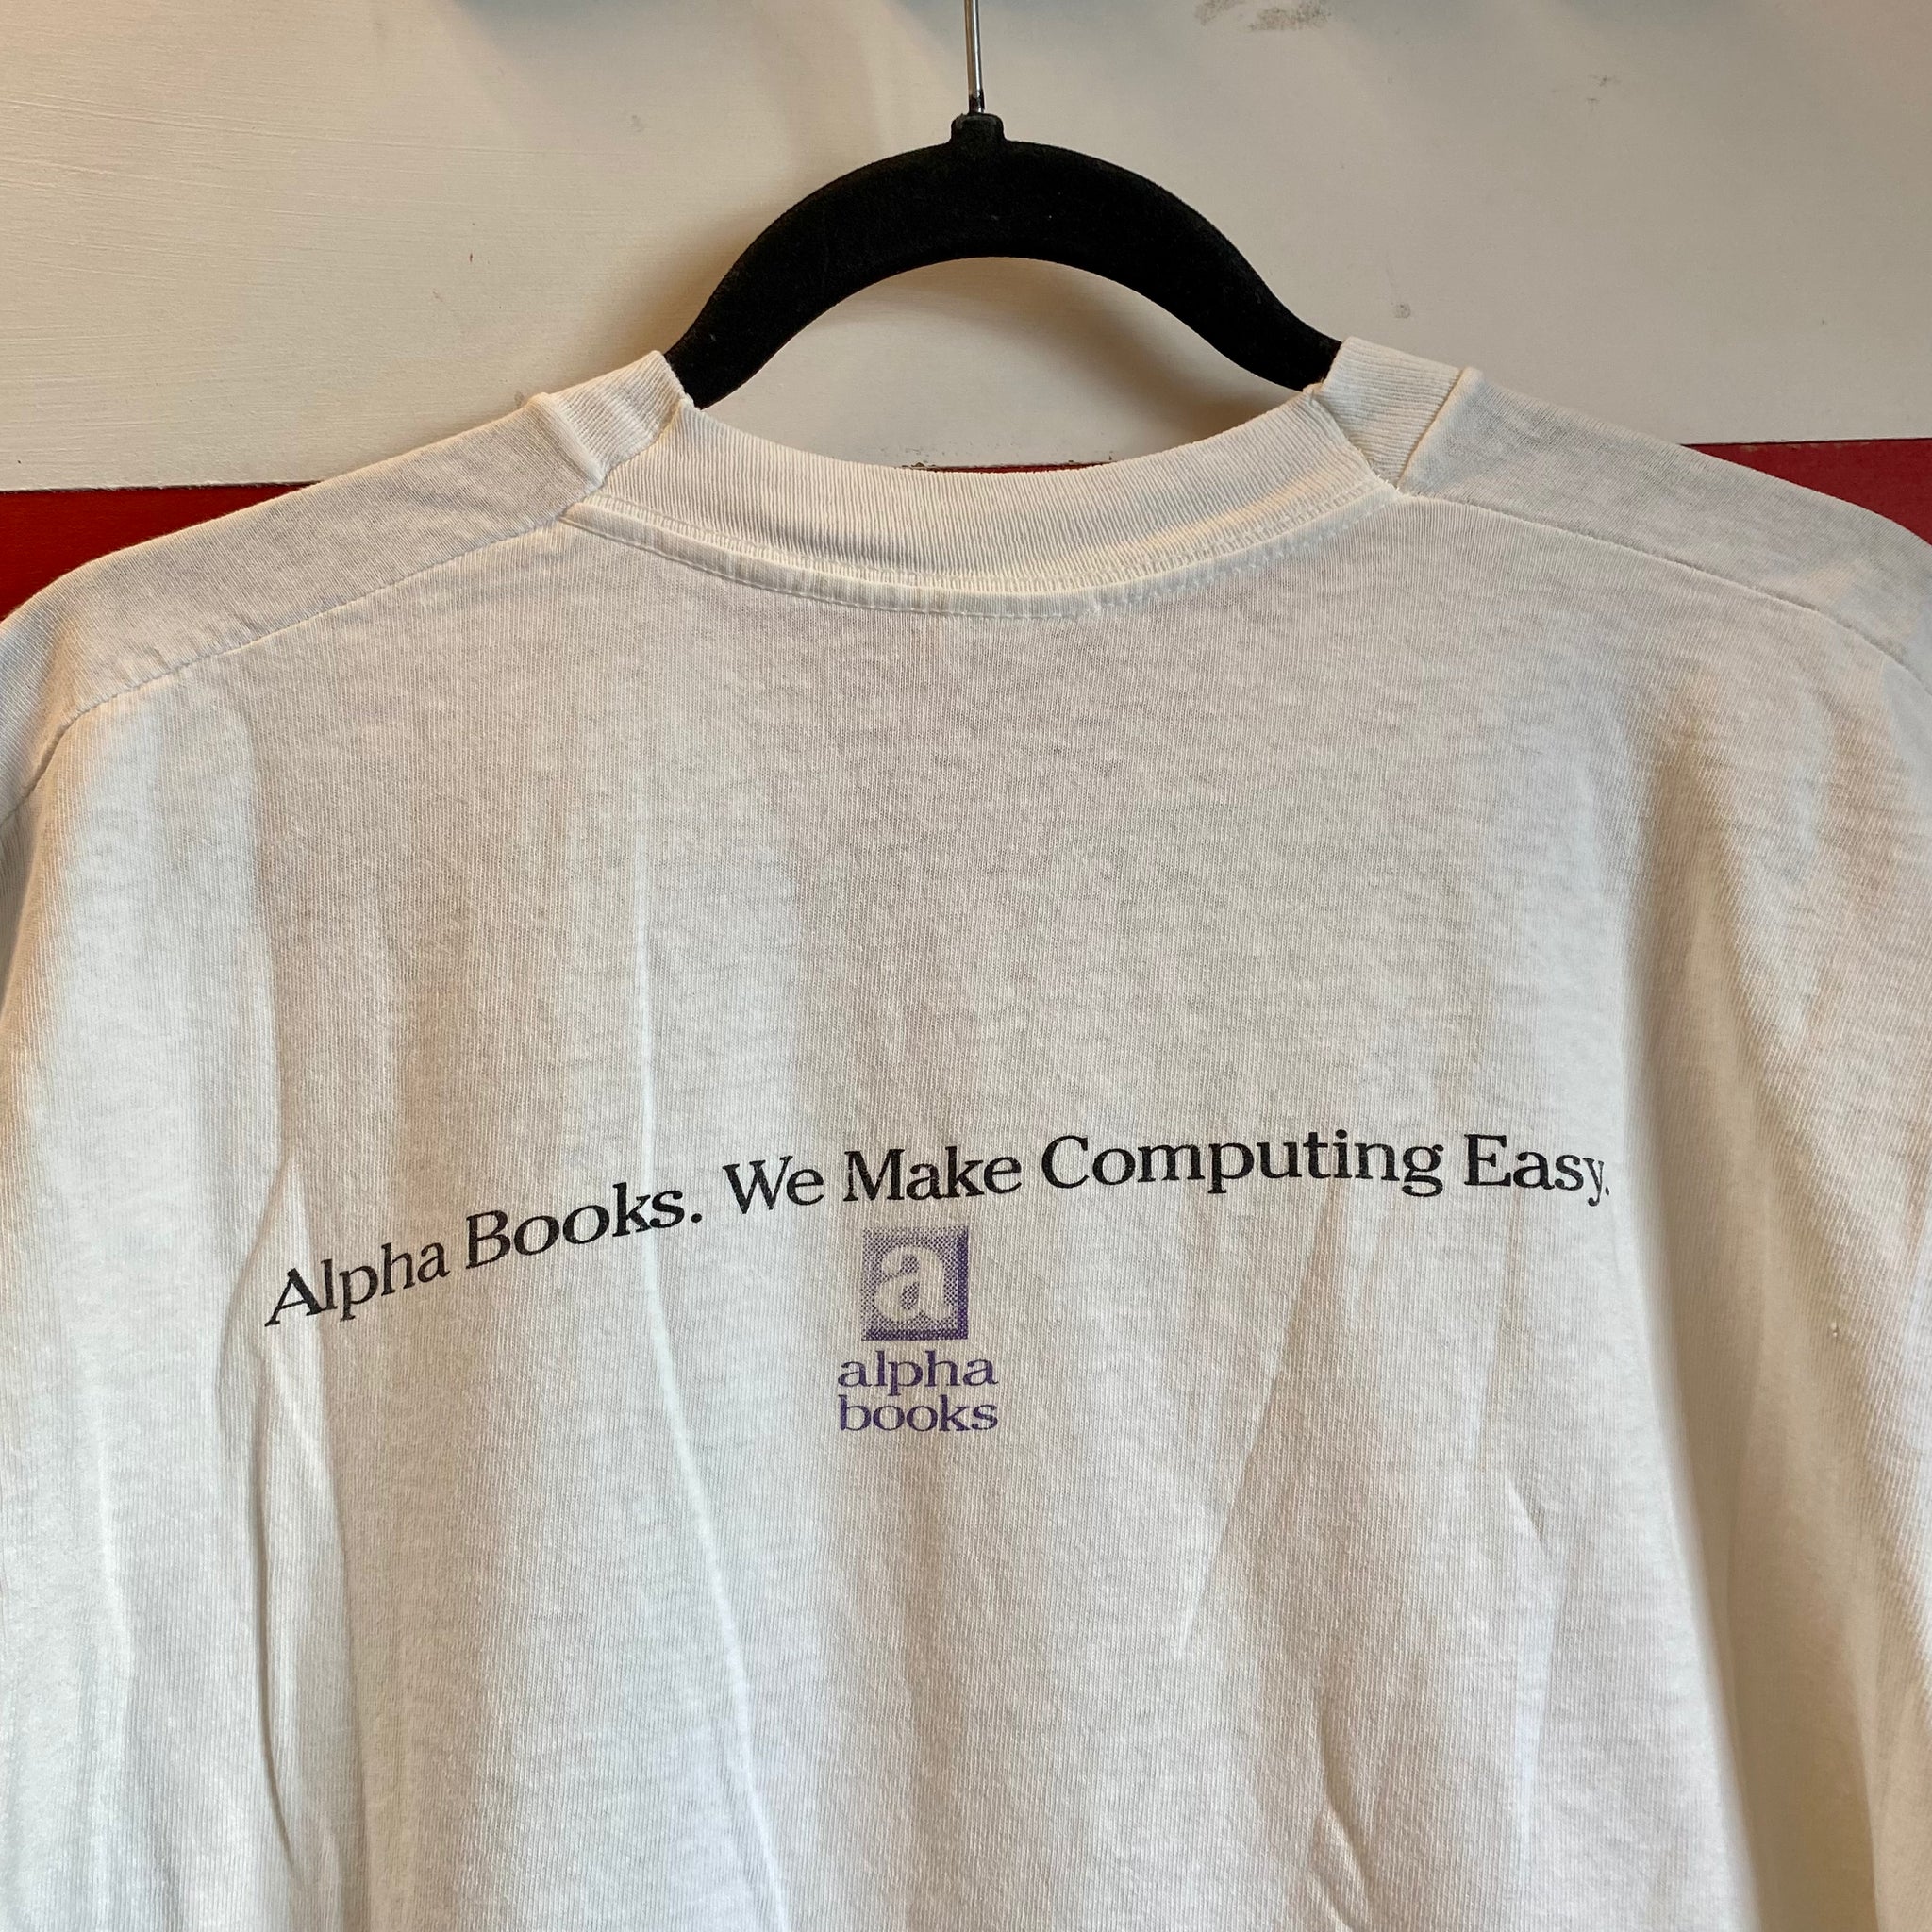 Alpha Books. We Make Computing Easy.
a
alpha
books